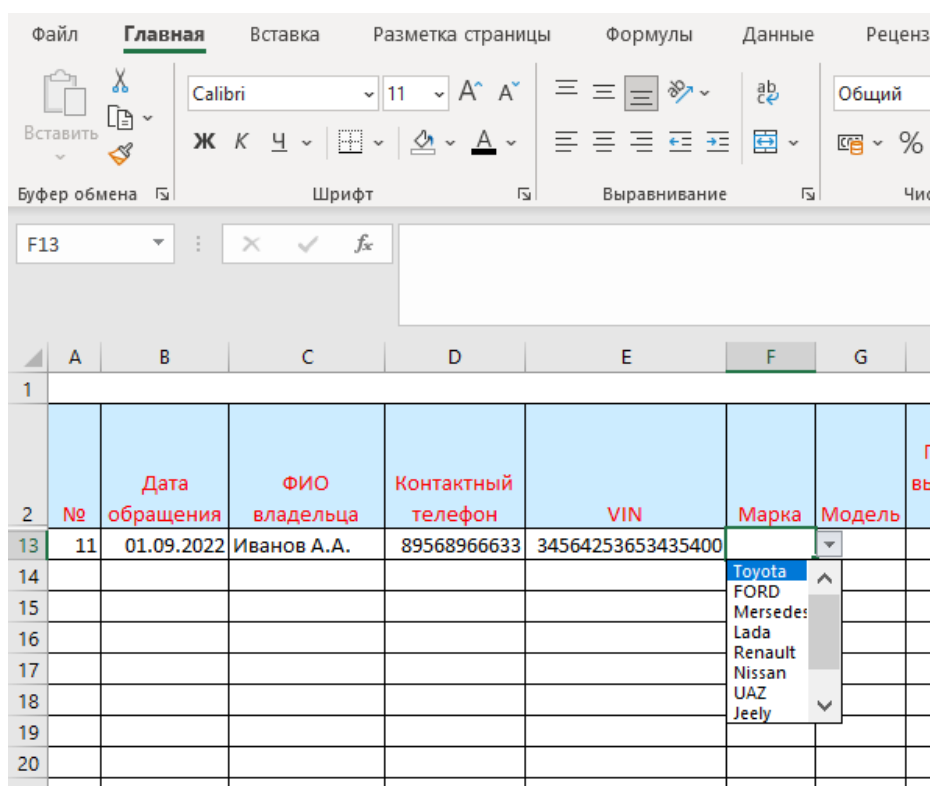 Файл Главная Вставка Разметка страницы Формулы Данные Реценз
Вставить
Calibri 11 Общий
Ж К Ч %
Буфер обмена Шрифт Выравнивание Чис
F13 fx
A B C D E F G
1
2 № Дата обращения ФИО владельца Контактный телефон VIN Марка Модель
13 11 01.09.2022 Иванов А.А. 89568966633 34564253653435400
14
15
16
17
18
19
20
Toyota
FORD
Mersedes
Lada
Renault
Nissan
UAZ
Jeely